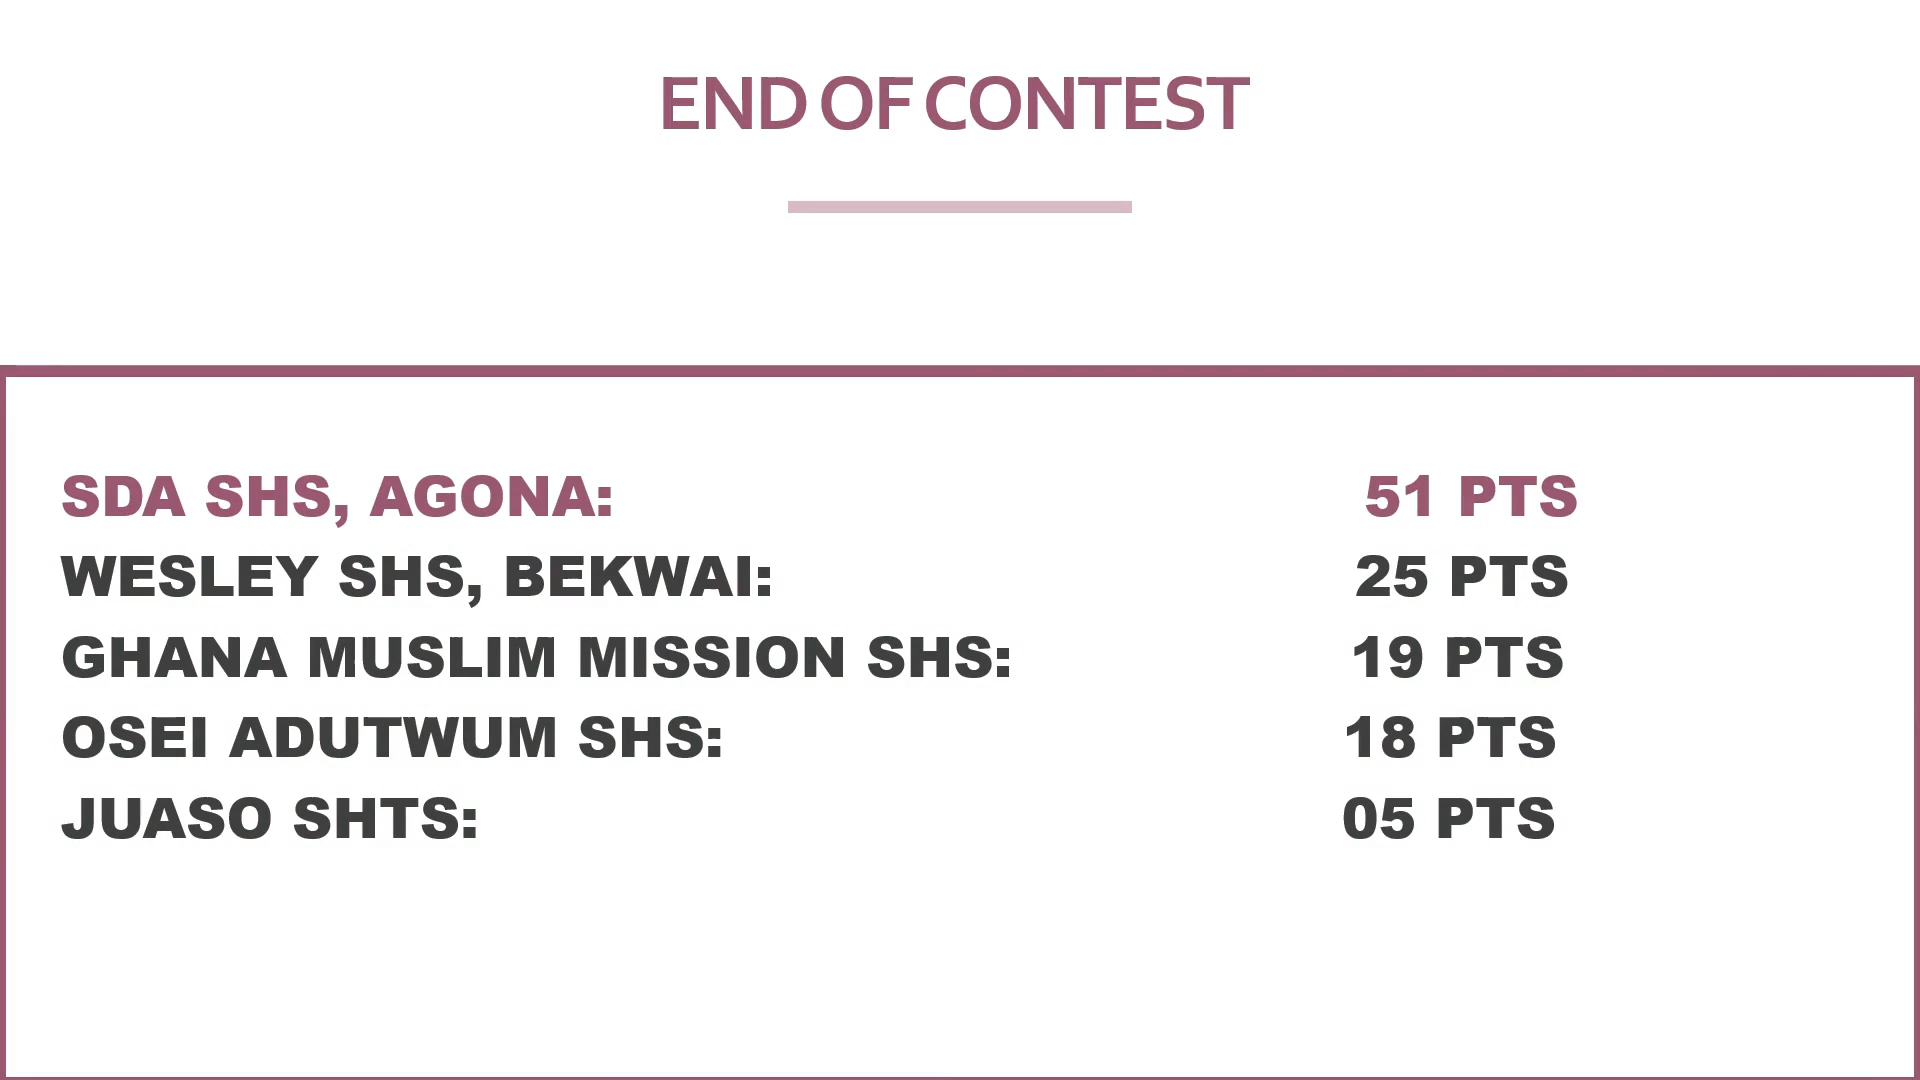 END OF CONTEST
SDA SHS, AGONA: 51 PTS
WESLEY SHS, BEKWAI: 25 PTS
GHANA MUSLIM MISSION SHS: 19 PTS
OSEI ADUTWUM SHS: 18 PTS
JUASO SHTS: 05 PTS